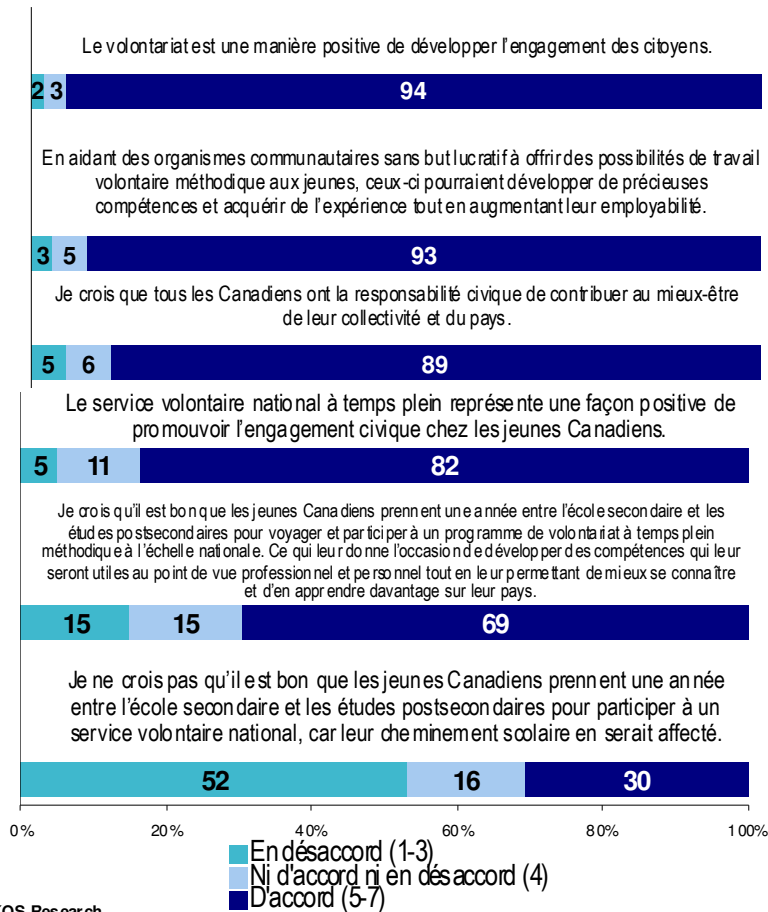 Le volontariat est une manière positive de développer l'engagement des citoyens.
2 3 94
En aidant des organismes communautaires sans but lucratif à offrir des possibilités de travail
volontaire méthodique aux jeunes, ceux-ci pourraient développer de précieuses
compétences et acquérir de l'expérience tout en augmentant leur employabilité.
3 5 93
Je crois que tous les Canadiens ont la responsabilité civique de contribuer au mieux-être
de leur collectivité et du pays.
5 6 89
Le service volontaire national à temps plein représente une façon positive de
promouvoir l'engagement civique chez les jeunes Canadiens.
5 11 82
Je crois qu'il est bon que les jeunes Canadiens prennent une année entre l'école secondaire et les
études postsecondaires pour voyager et participer à un programme de volontariat à temps plein
méthodique à l'échelle nationale. Ce qui leur donne l'occasion de développer des compétences qui leur
seront utiles au point de vue professionnel et personnel tout en leur permettant de mieux se connaître
et d'en apprendre davantage sur leur pays.
15 15 69
Je ne crois pas qu'il est bon que les jeunes Canadiens prennent une année
entre l'école secondaire et les études postsecondaires pour participer à un
service volontaire national, car leur cheminement scolaire en serait affecté.
52 16 30
0% 20% 40% 60% 80% 100%
En désaccord (1-3)
Ni d'accord ni en désaccord (4)
D'accord (5-7)